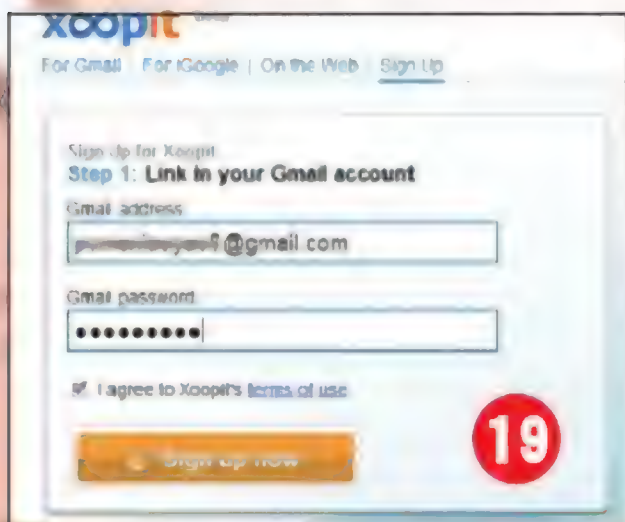 xoopit
For Gmail | For iGoogle | On the Web | Sign Up
Sign Up for Xoopit
Step 1: Link in your Gmail account
Gmail address
@gmail.com
Gmail password
•••••••••
I agree to Xoopit's terms of use
Sign up now
19